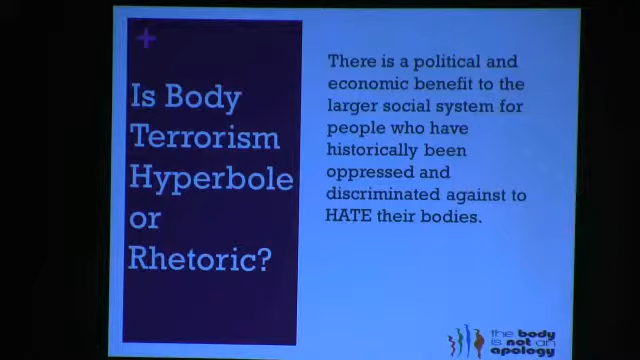 +
Is Body
Terrorism
Hyperbole
or
Rhetoric?
There is a political and
economic benefit to the
larger social system for
people who have
historically been
oppressed and
discriminated against to
HATE their bodies.
the body
is not an
apology